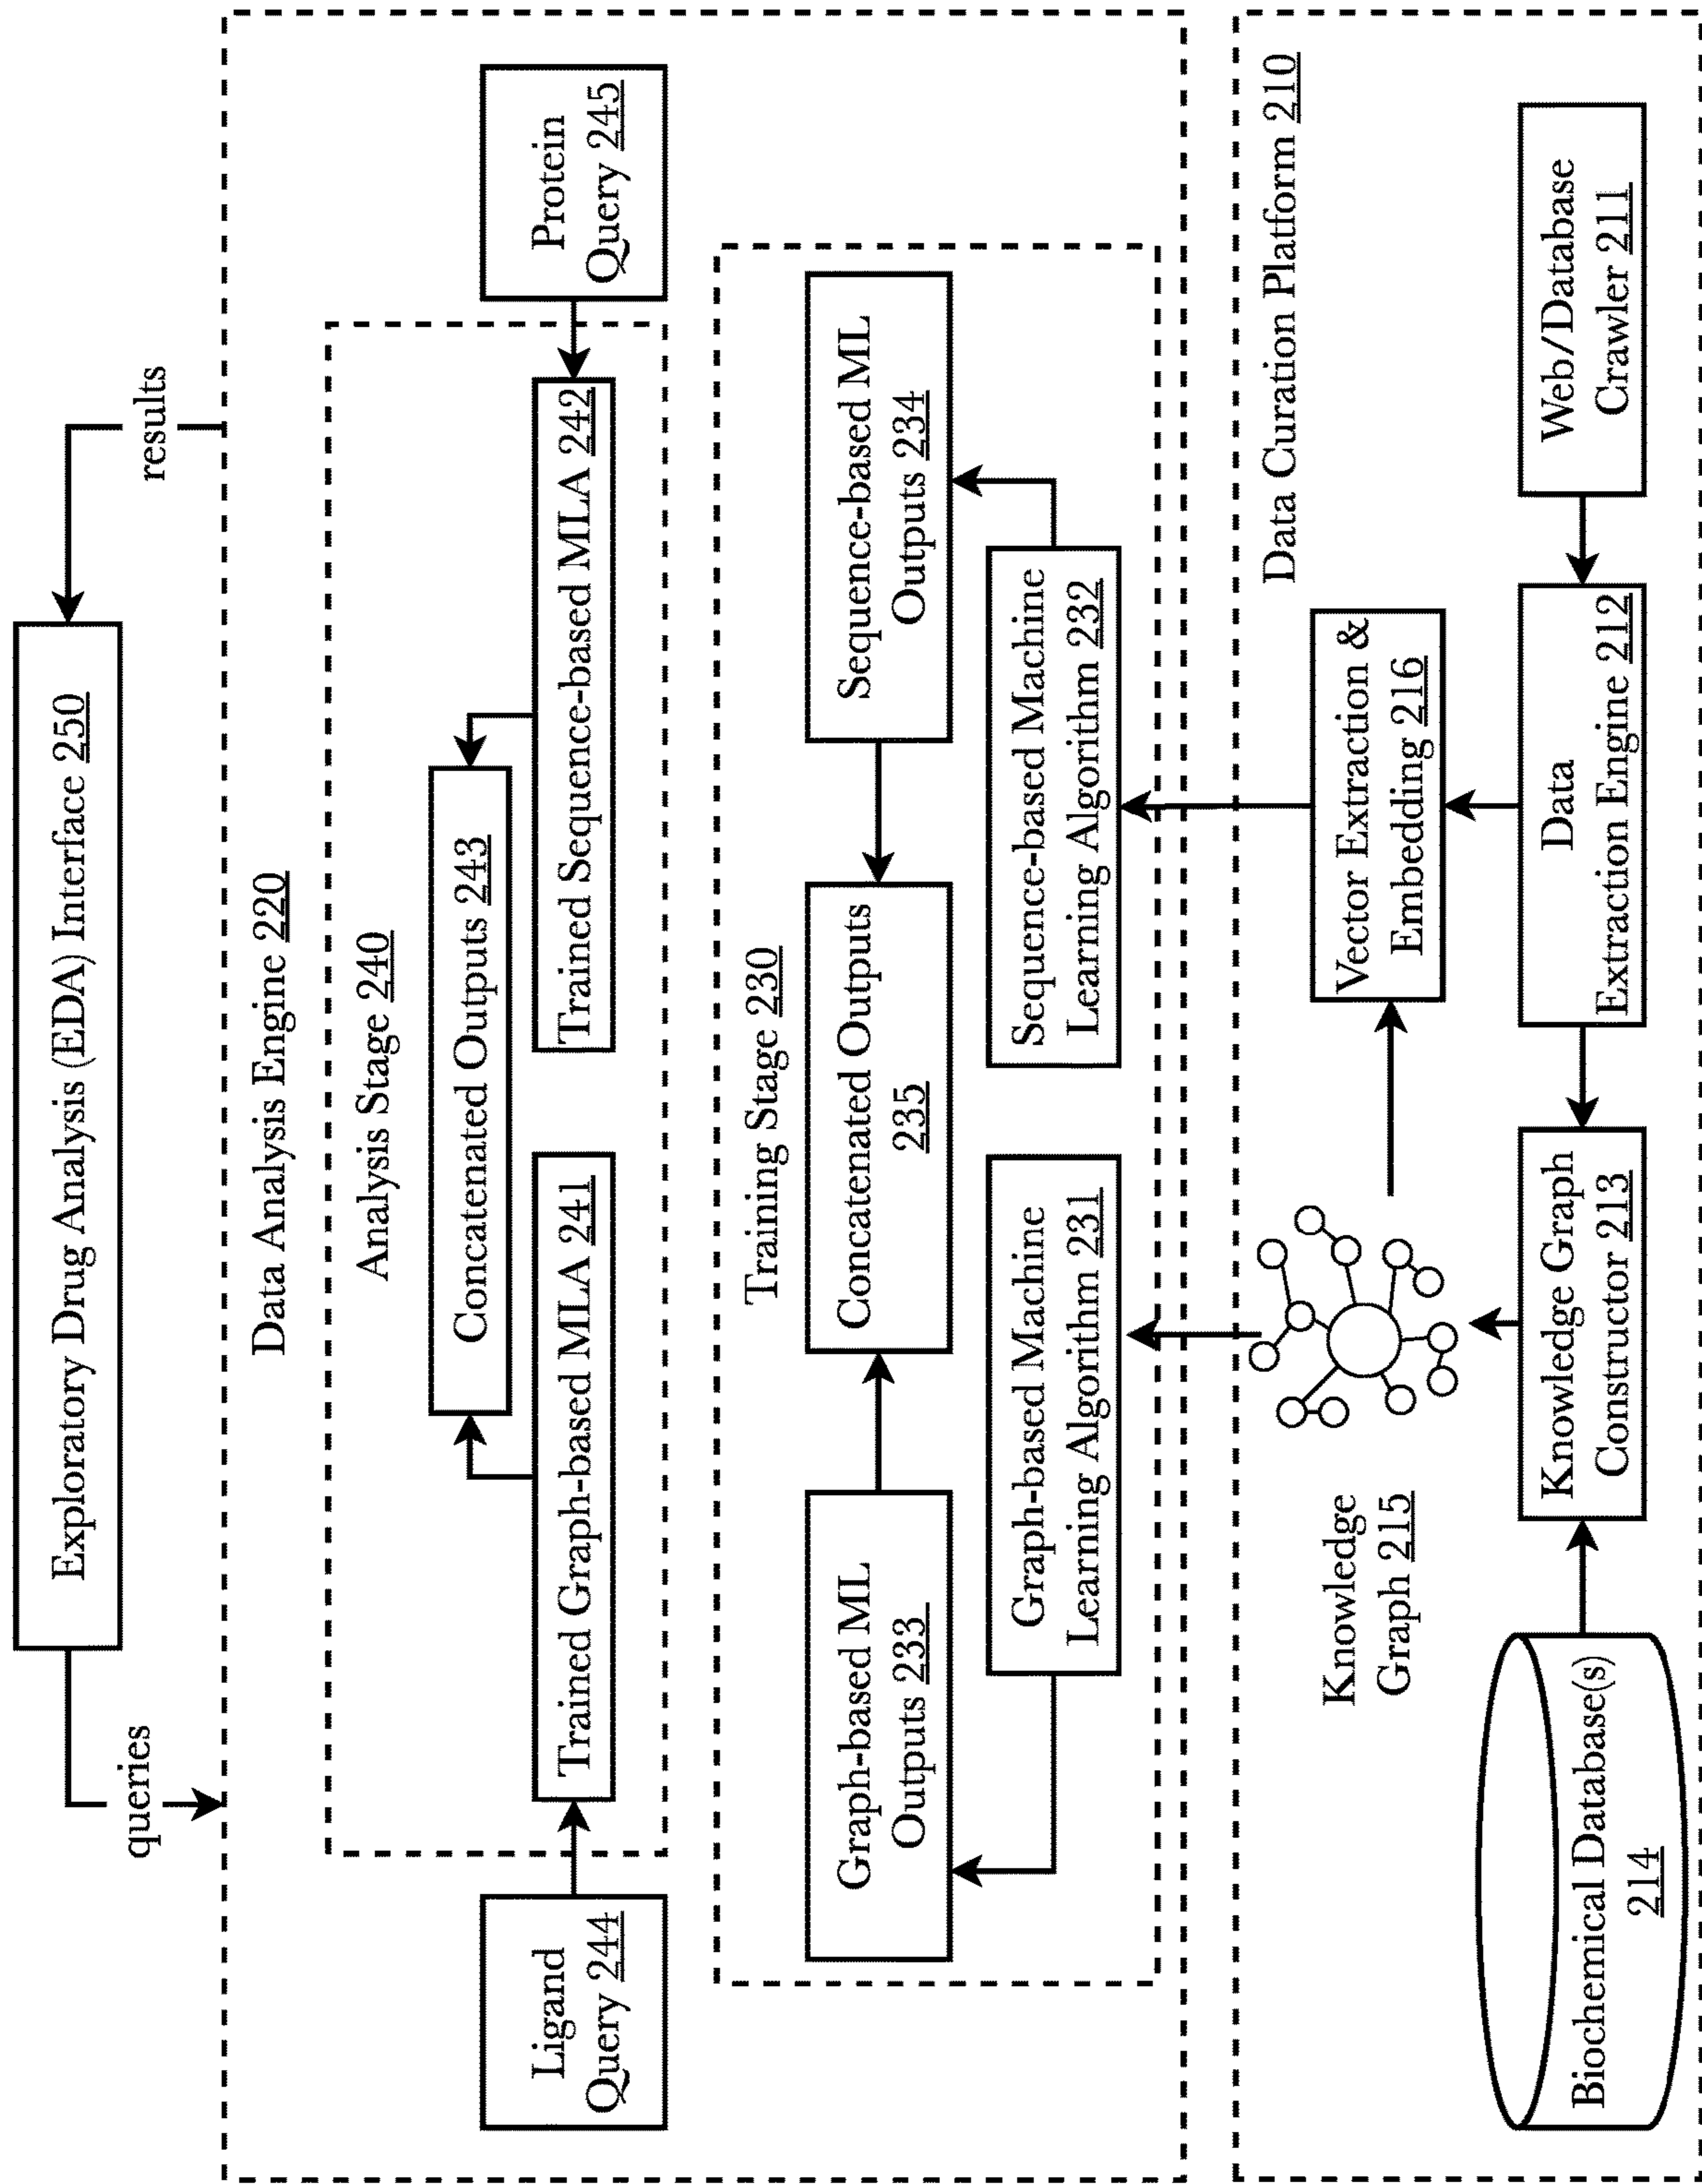 Exploratory Drug Analysis (EDA) Interface 250
queries
results
Data Analysis Engine 220
Analysis Stage 240
Concatenated Outputs 243
Ligand
Query 244
Trained Graph-based MLA 241
Trained Sequence-based MLA 242
Protein
Query 245
Training Stage 230
Graph-based ML
Outputs 233
Concatenated Outputs
235
Sequence-based ML
Outputs 234
Graph-based Machine
Learning Algorithm 231
Sequence-based Machine
Learning Algorithm 232
Data Curation Platform 210
Knowledge
Graph 215
Vector Extraction &
Embedding 216
Biochemical Database(s)
214
Knowledge Graph
Constructor 213
Data
Extraction Engine 212
Web/Database
Crawler 211